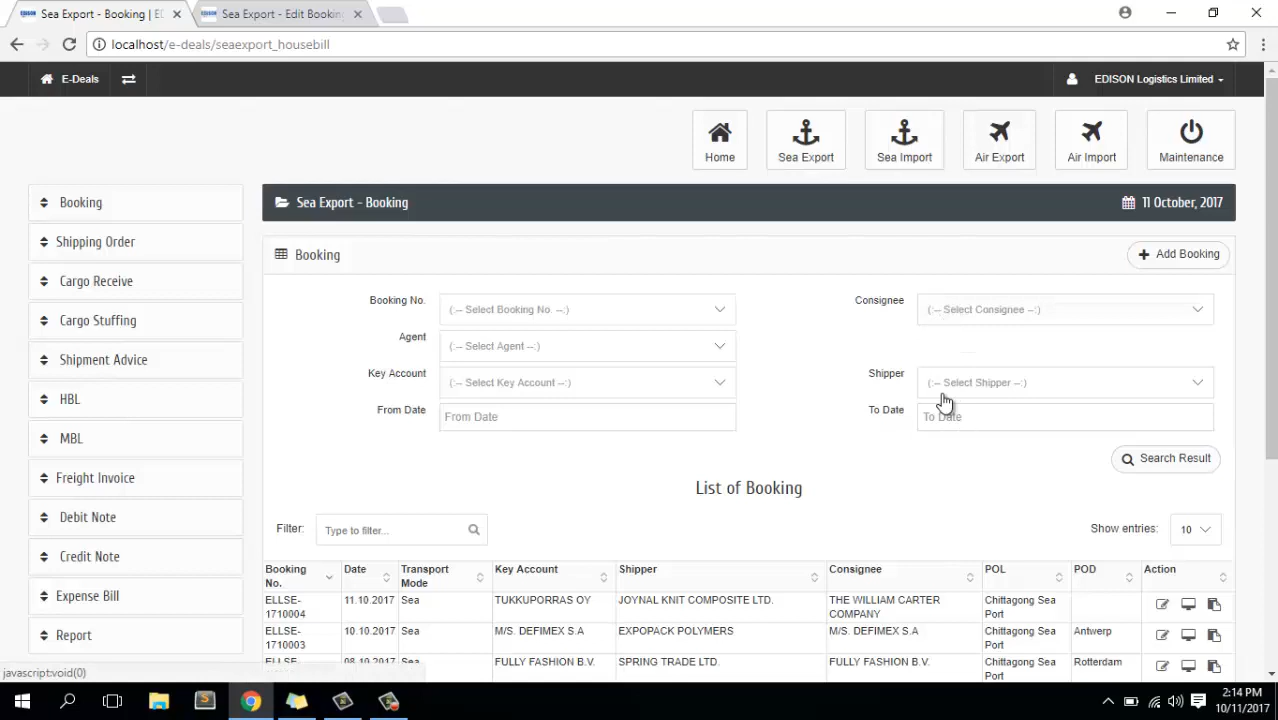 Sea Export - Booking | ED
Sea Export - Edit Booking
localhost/e-deals/seaexport_housebill
E-Deals
EDISON Logistics Limited
Home
Sea Export
Sea Import
Air Export
Air Import
Maintenance
Booking
Shipping Order
Cargo Receive
Cargo Stuffing
Shipment Advice
HBL
MBL
Freight Invoice
Debit Note
Credit Note
Expense Bill
Report
Sea Export - Booking
11 October, 2017
Booking
Add Booking
Booking No.
(:-- Select Booking No. --:)
Consignee
(:-- Select Consignee --:)
Agent
(:-- Select Agent --:)
Key Account
(:-- Select Key Account --:)
Shipper
(:-- Select Shipper --:)
From Date
From Date
To Date
To Date
Search Result
List of Booking
Filter:
Type to filter...
Show entries:
10
Booking No.
Date
Transport Mode
Key Account
Shipper
Consignee
POL
POD
Action
ELLSE-1710004 11.10.2017 Sea TUKKUPORRAS OY JOYNAL KNIT COMPOSITE LTD. THE WILLIAM CARTER COMPANY Chittagong Sea Port
ELLSE-1710003 10.10.2017 Sea M/S. DEFIMEX S.A EXPOPACK POLYMERS M/S. DEFIMEX S.A Chittagong Sea Port Antwerp
ELLSE- 08.10.2017 Sea FULLY FASHION B.V. SPRING TRADE LTD. FULLY FASHION B.V. Chittagong Sea Port Rotterdam
javascript:void(0)
2:14 PM
10/11/2017